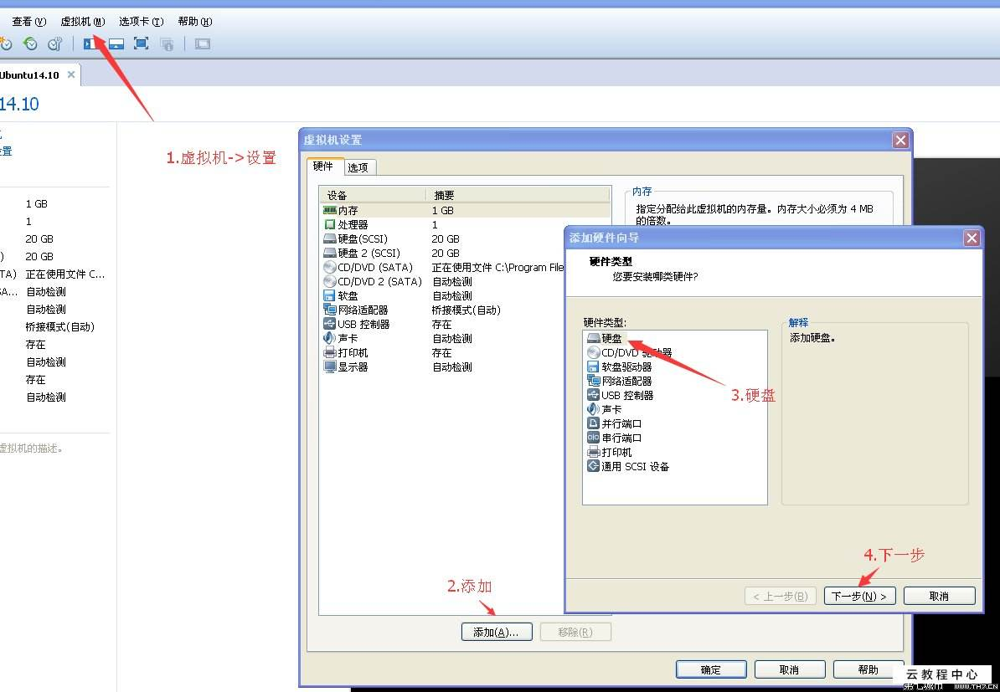 查看(V) 虚拟机(M) 选项卡(T) 帮助(H)
Ubuntu14.10
14.10
1.虚拟机->设置
置
1 GB
1
20 GB
) 20 GB
TA) 正在使用文件 C...
SA... 自动检测
自动检测
桥接模式(自动)
存在
自动检测
存在
自动检测
虚拟机的描述。
虚拟机设置
硬件 选项
设备 摘要
内存 1 GB
处理器 1
硬盘(SCSI) 20 GB
硬盘 2 (SCSI) 20 GB
CD/DVD (SATA) 正在使用文件 C:\Program File
CD/DVD 2 (SATA) 自动检测
软盘 自动检测
网络适配器 桥接模式(自动)
USB 控制器 存在
声卡 自动检测
打印机 存在
显示器 自动检测
内存
指定分配给此虚拟机的内存量。内存大小必须为 4 MB
的倍数。
添加硬件向导
硬件类型
您要安装哪类硬件?
硬件类型:
硬盘
CD/DVD 驱动器
软盘驱动器
网络适配器
USB 控制器
声卡
并行端口
串行端口
打印机
通用 SCSI 设备
解释
添加硬盘。
3.硬盘
4.下一步
< 上一步(B) 下一步(N) > 取消
2.添加
添加(A)... 移除(R)
确定 取消 帮助
云教程中心
第七城市 WWW.TH7.CN